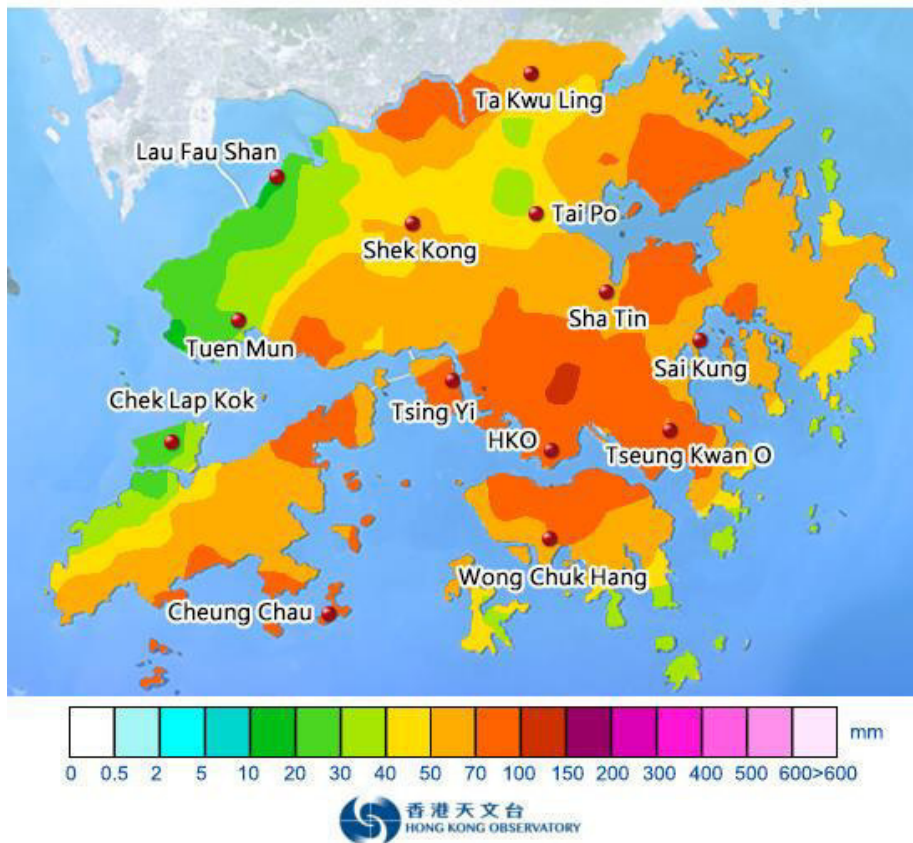 Ta Kwu Ling
Lau Fau Shan
Tai Po
Shek Kong
Sha Tin
Tuen Mun
Sai Kung
Chek Lap Kok
Tsing Yi
HKO
Tseung Kwan O
Wong Chuk Hang
Cheung Chau
mm
0 0.5 2 5 10 20 30 40 50 70 100 150 200 300 400 500 600>600
香港天文台
HONG KONG OBSERVATORY